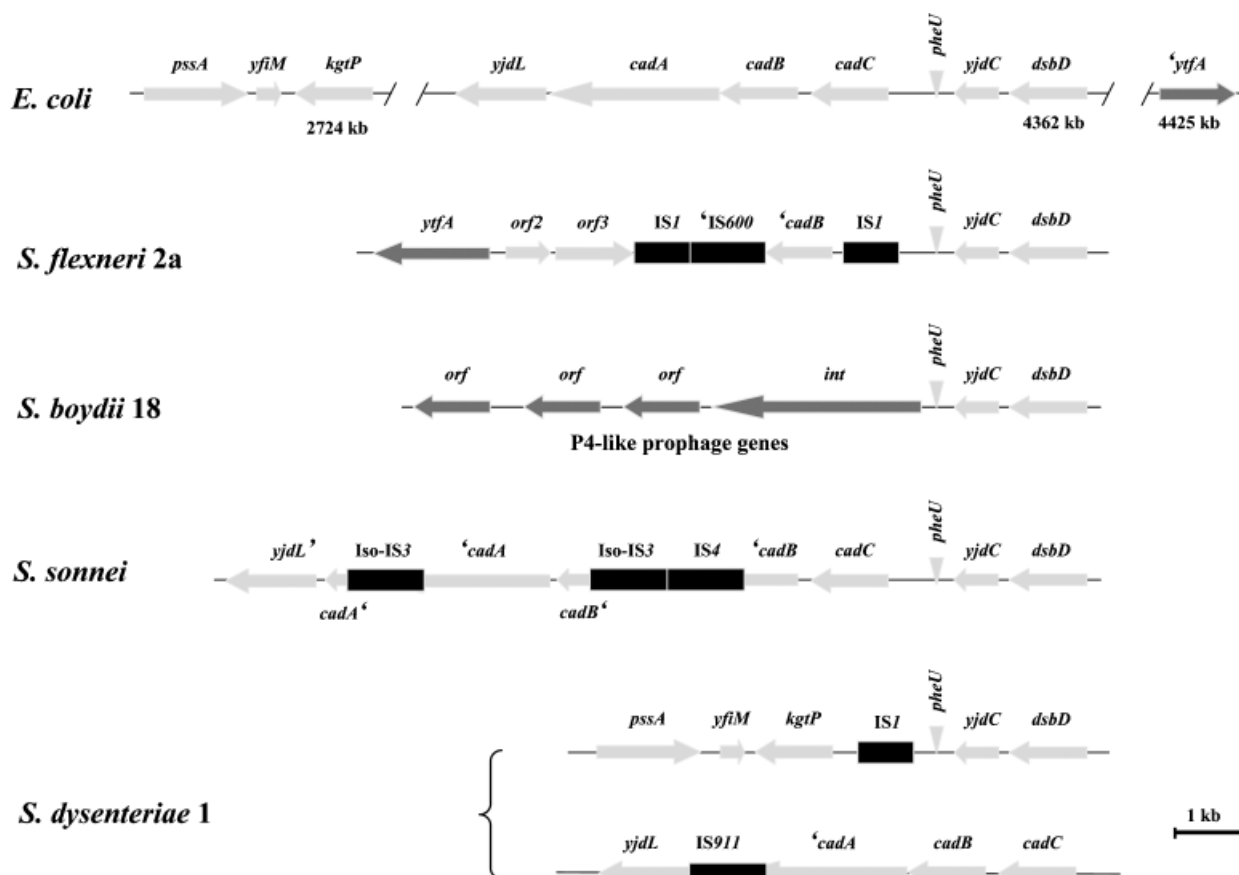 pheU
pssA yfiM kgtP yjdL cadA cadB cadC yjdC dsbD ‘ytfA
E. coli
2724 kb 4362 kb 4425 kb
pheU
ytfA orf2 orf3 IS1 ‘IS600 ‘cadB IS1 yjdC dsbD
S. flexneri 2a
pheU
orf orf orf int yjdC dsbD
S. boydii 18
P4-like prophage genes
pheU
yjdL’ Iso-IS3 ‘cadA Iso-IS3 IS4 ‘cadB cadC yjdC dsbD
S. sonnei
cadA‘ cadB‘
pheU
pssA yfiM kgtP IS1 yjdC dsbD
S. dysenteriae 1
1 kb
yjdL IS911 ‘cadA cadB cadC